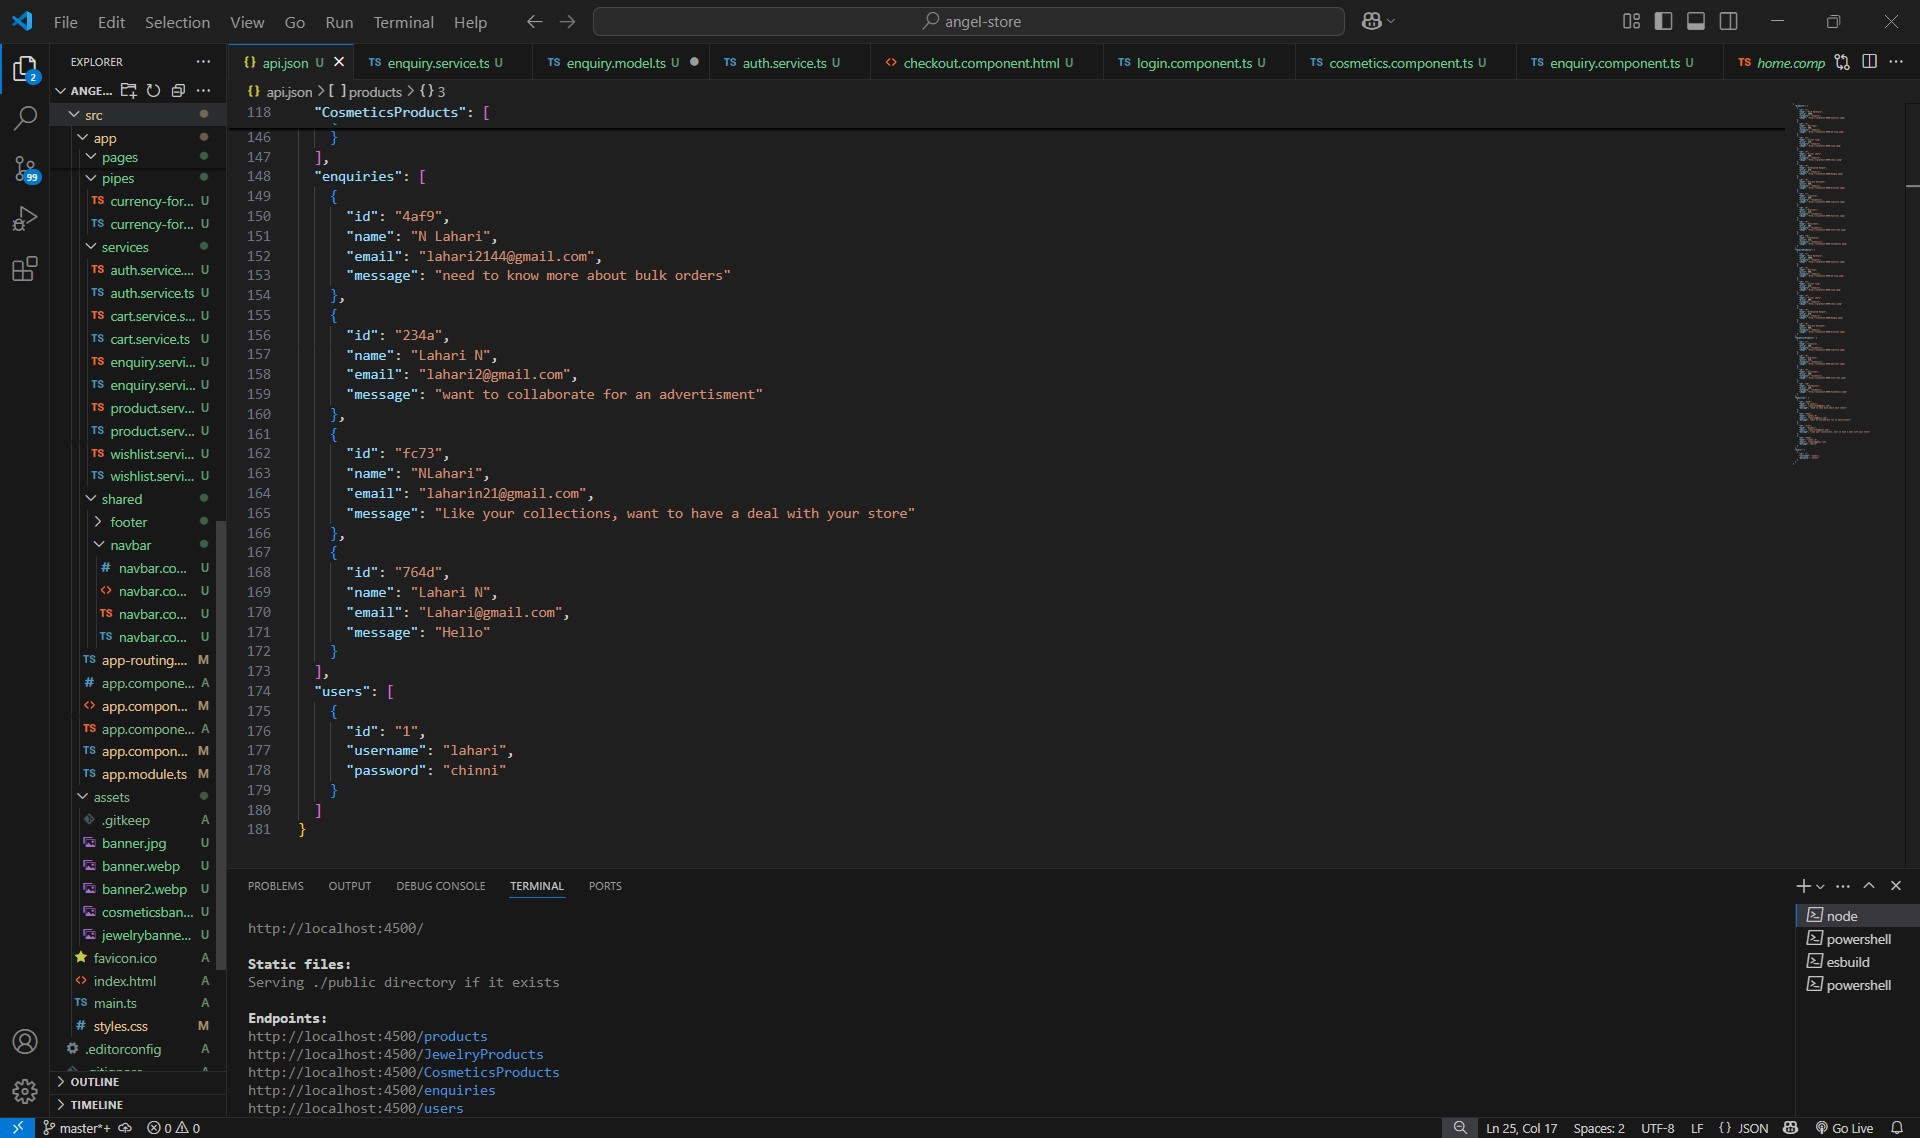 File Edit Selection View Go Run Terminal Help
angel-store
EXPLORER
ANGE...
src
app
pages
pipes
TS currency-for... U
TS currency-for... U
services
TS auth.service.... U
TS auth.service.ts U
TS cart.service.s... U
TS cart.service.ts U
TS enquiry.servi... U
TS enquiry.servi... U
TS product.serv... U
TS product.serv... U
TS wishlist.servi... U
TS wishlist.servi... U
shared
footer
navbar
# navbar.co... U
<> navbar.co... U
TS navbar.co... U
TS navbar.co... U
TS app-routing.... M
# app.compone... A
<> app.compon... M
TS app.compone... A
TS app.compon... M
TS app.module.ts M
assets
.gitkeep A
banner.jpg U
banner.webp U
banner2.webp U
cosmeticsban... U
jewelrybanne... U
favicon.ico A
<> index.html A
TS main.ts A
# styles.css M
.editorconfig A
OUTLINE
TIMELINE
2
99
{} api.json U
TS enquiry.service.ts U
TS enquiry.model.ts U
TS auth.service.ts U
<> checkout.component.html U
TS login.component.ts U
TS cosmetics.component.ts U
TS enquiry.component.ts U
TS home.comp
{} api.json > [ ] products > {} 3
118 "CosmeticsProducts": [
146 }
147 ],
148 "enquiries": [
149 {
150 "id": "4af9",
151 "name": "N Lahari",
152 "email": "lahari2144@gmail.com",
153 "message": "need to know more about bulk orders"
154 },
155 {
156 "id": "234a",
157 "name": "Lahari N",
158 "email": "lahari2@gmail.com",
159 "message": "want to collaborate for an advertisment"
160 },
161 {
162 "id": "fc73",
163 "name": "NLahari",
164 "email": "laharin21@gmail.com",
165 "message": "Like your collections, want to have a deal with your store"
166 },
167 {
168 "id": "764d",
169 "name": "Lahari N",
170 "email": "Lahari@gmail.com",
171 "message": "Hello"
172 }
173 ],
174 "users": [
175 {
176 "id": "1",
177 "username": "lahari",
178 "password": "chinni"
179 }
180 ]
181 }
PROBLEMS OUTPUT DEBUG CONSOLE TERMINAL PORTS
http://localhost:4500/
Static files:
Serving ./public directory if it exists
Endpoints:
http://localhost:4500/products
http://localhost:4500/JewelryProducts
http://localhost:4500/CosmeticsProducts
http://localhost:4500/enquiries
http://localhost:4500/users
node
powershell
esbuild
powershell
master*+ 0 0
Ln 25, Col 17 Spaces: 2 UTF-8 LF {} JSON Go Live